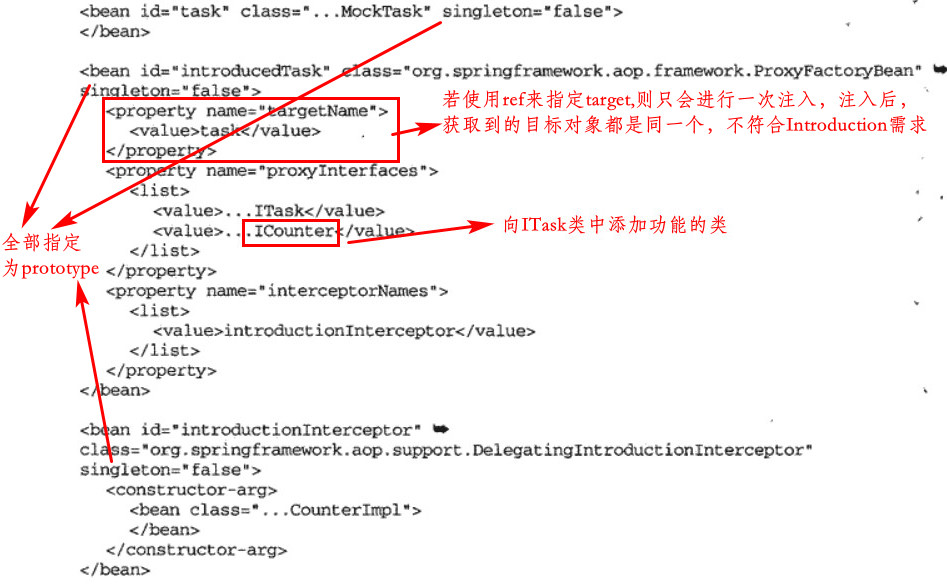 <bean id="task" class="...MockTask" singleton="false">
</bean>
<bean id="introducedTask" class="org.springframework.aop.framework.ProxyFactoryBean" ➥
singleton="false">
<property name="targetName">
<value>task</value>
</property>
若使用ref来指定target,则只会进行一次注入，注入后，
获取到的目标对象都是同一个，不符合Introduction需求
<property name="proxyInterfaces">
<list>
<value>...ITask</value>
<value>...ICounter</value>
向ITask类中添加功能的类
</list>
</property>
全部指定
为prototype
<property name="interceptorNames">
<list>
<value>introductionInterceptor</value>
</list>
</property>
</bean>
<bean id="introductionInterceptor" ➥
class="org.springframework.aop.support.DelegatingIntroductionInterceptor"
singleton="false">
<constructor-arg>
<bean class="...CounterImpl">
</bean>
</constructor-arg>
</bean>